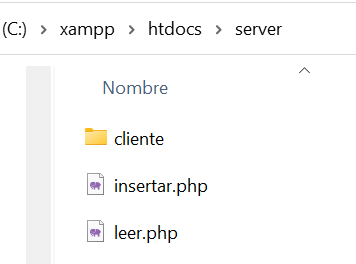 (C:) > xampp > htdocs > server
Nombre
cliente
insertar.php
leer.php